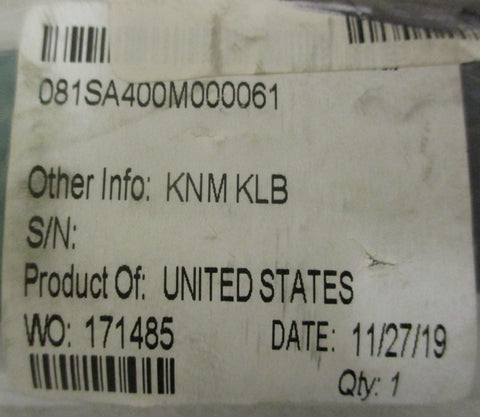 081SA400M000061
Other Info: KNM KLB
S/N:
Product Of: UNITED STATES
WO: 171485 DATE: 11/27/19
Qty: 1